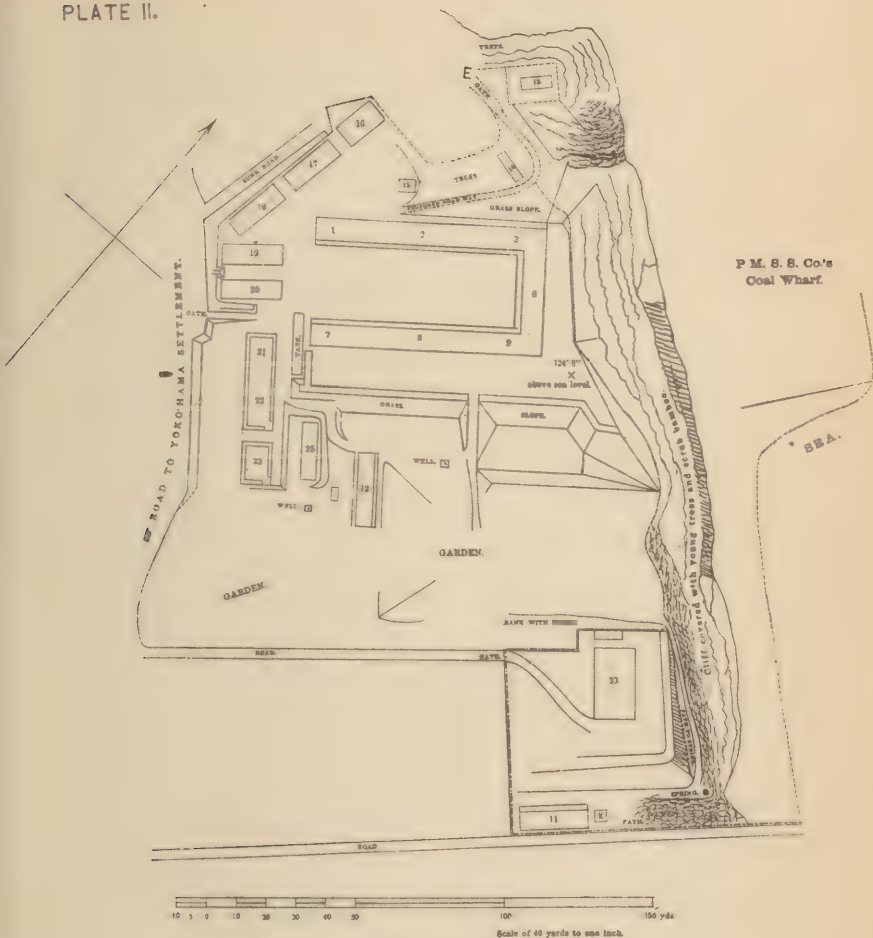 PLATE II.
TREES.
E
PATH.
15
16
SUNK ROAD.
17
TREES
18
GRASS SLOPE.
1
2
3
19
6
P M. S. S. Co.'s
Coal Wharf.
20
GATE.
TANK.
7
8
9
21
124' 8"
above sea level.
ROAD TO YOKOHAMA SETTLEMENT.
22
GRASS.
SLOPE.
SEA.
23
25
WELL
12
WELL
Cliff covered with young trees and scrub bamboo
GARDEN.
GARDEN.
BANK WITH
ROAD.
GATE.
33
SPRING.
11
K
PATH.
ROAD
10 5 0 10 20 30 40 50 100 150 yds
Scale of 40 yards to one inch.